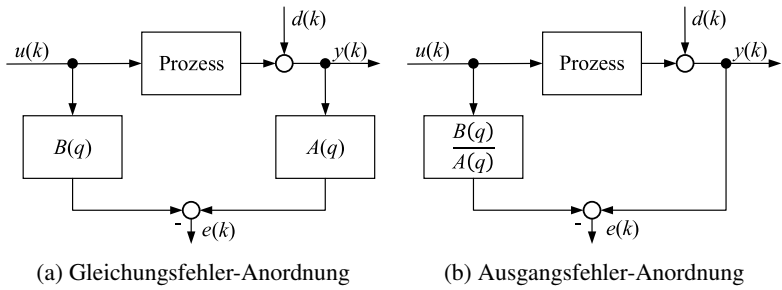 d(k)
u(k)
Prozess
y(k)
B(q)
A(q)
-
e(k)
(a) Gleichungsfehler-Anordnung
d(k)
u(k)
Prozess
y(k)
B(q)
A(q)
-
e(k)
(b) Ausgangsfehler-Anordnung